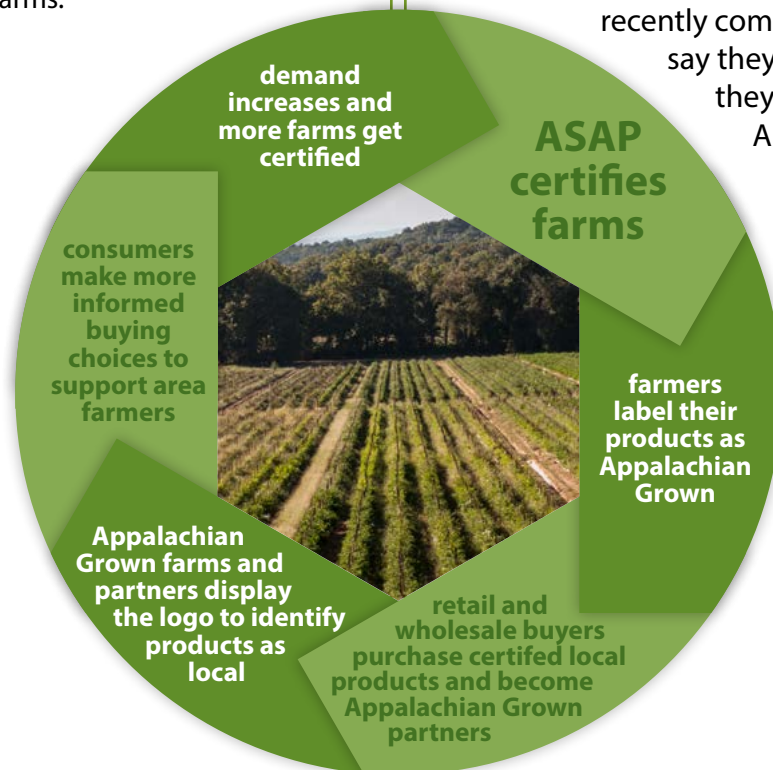 arms.
recently com
say they
they
A
demand
increases and
more farms get
certified
ASAP
certifies
farms
farmers
label their
products as
Appalachian
Grown
retail and
wholesale buyers
purchase certifed local
products and become
Appalachian Grown
partners
Appalachian
Grown farms and
partners display
the logo to identify
products as
local
consumers
make more
informed
buying
choices to
support area
farmers